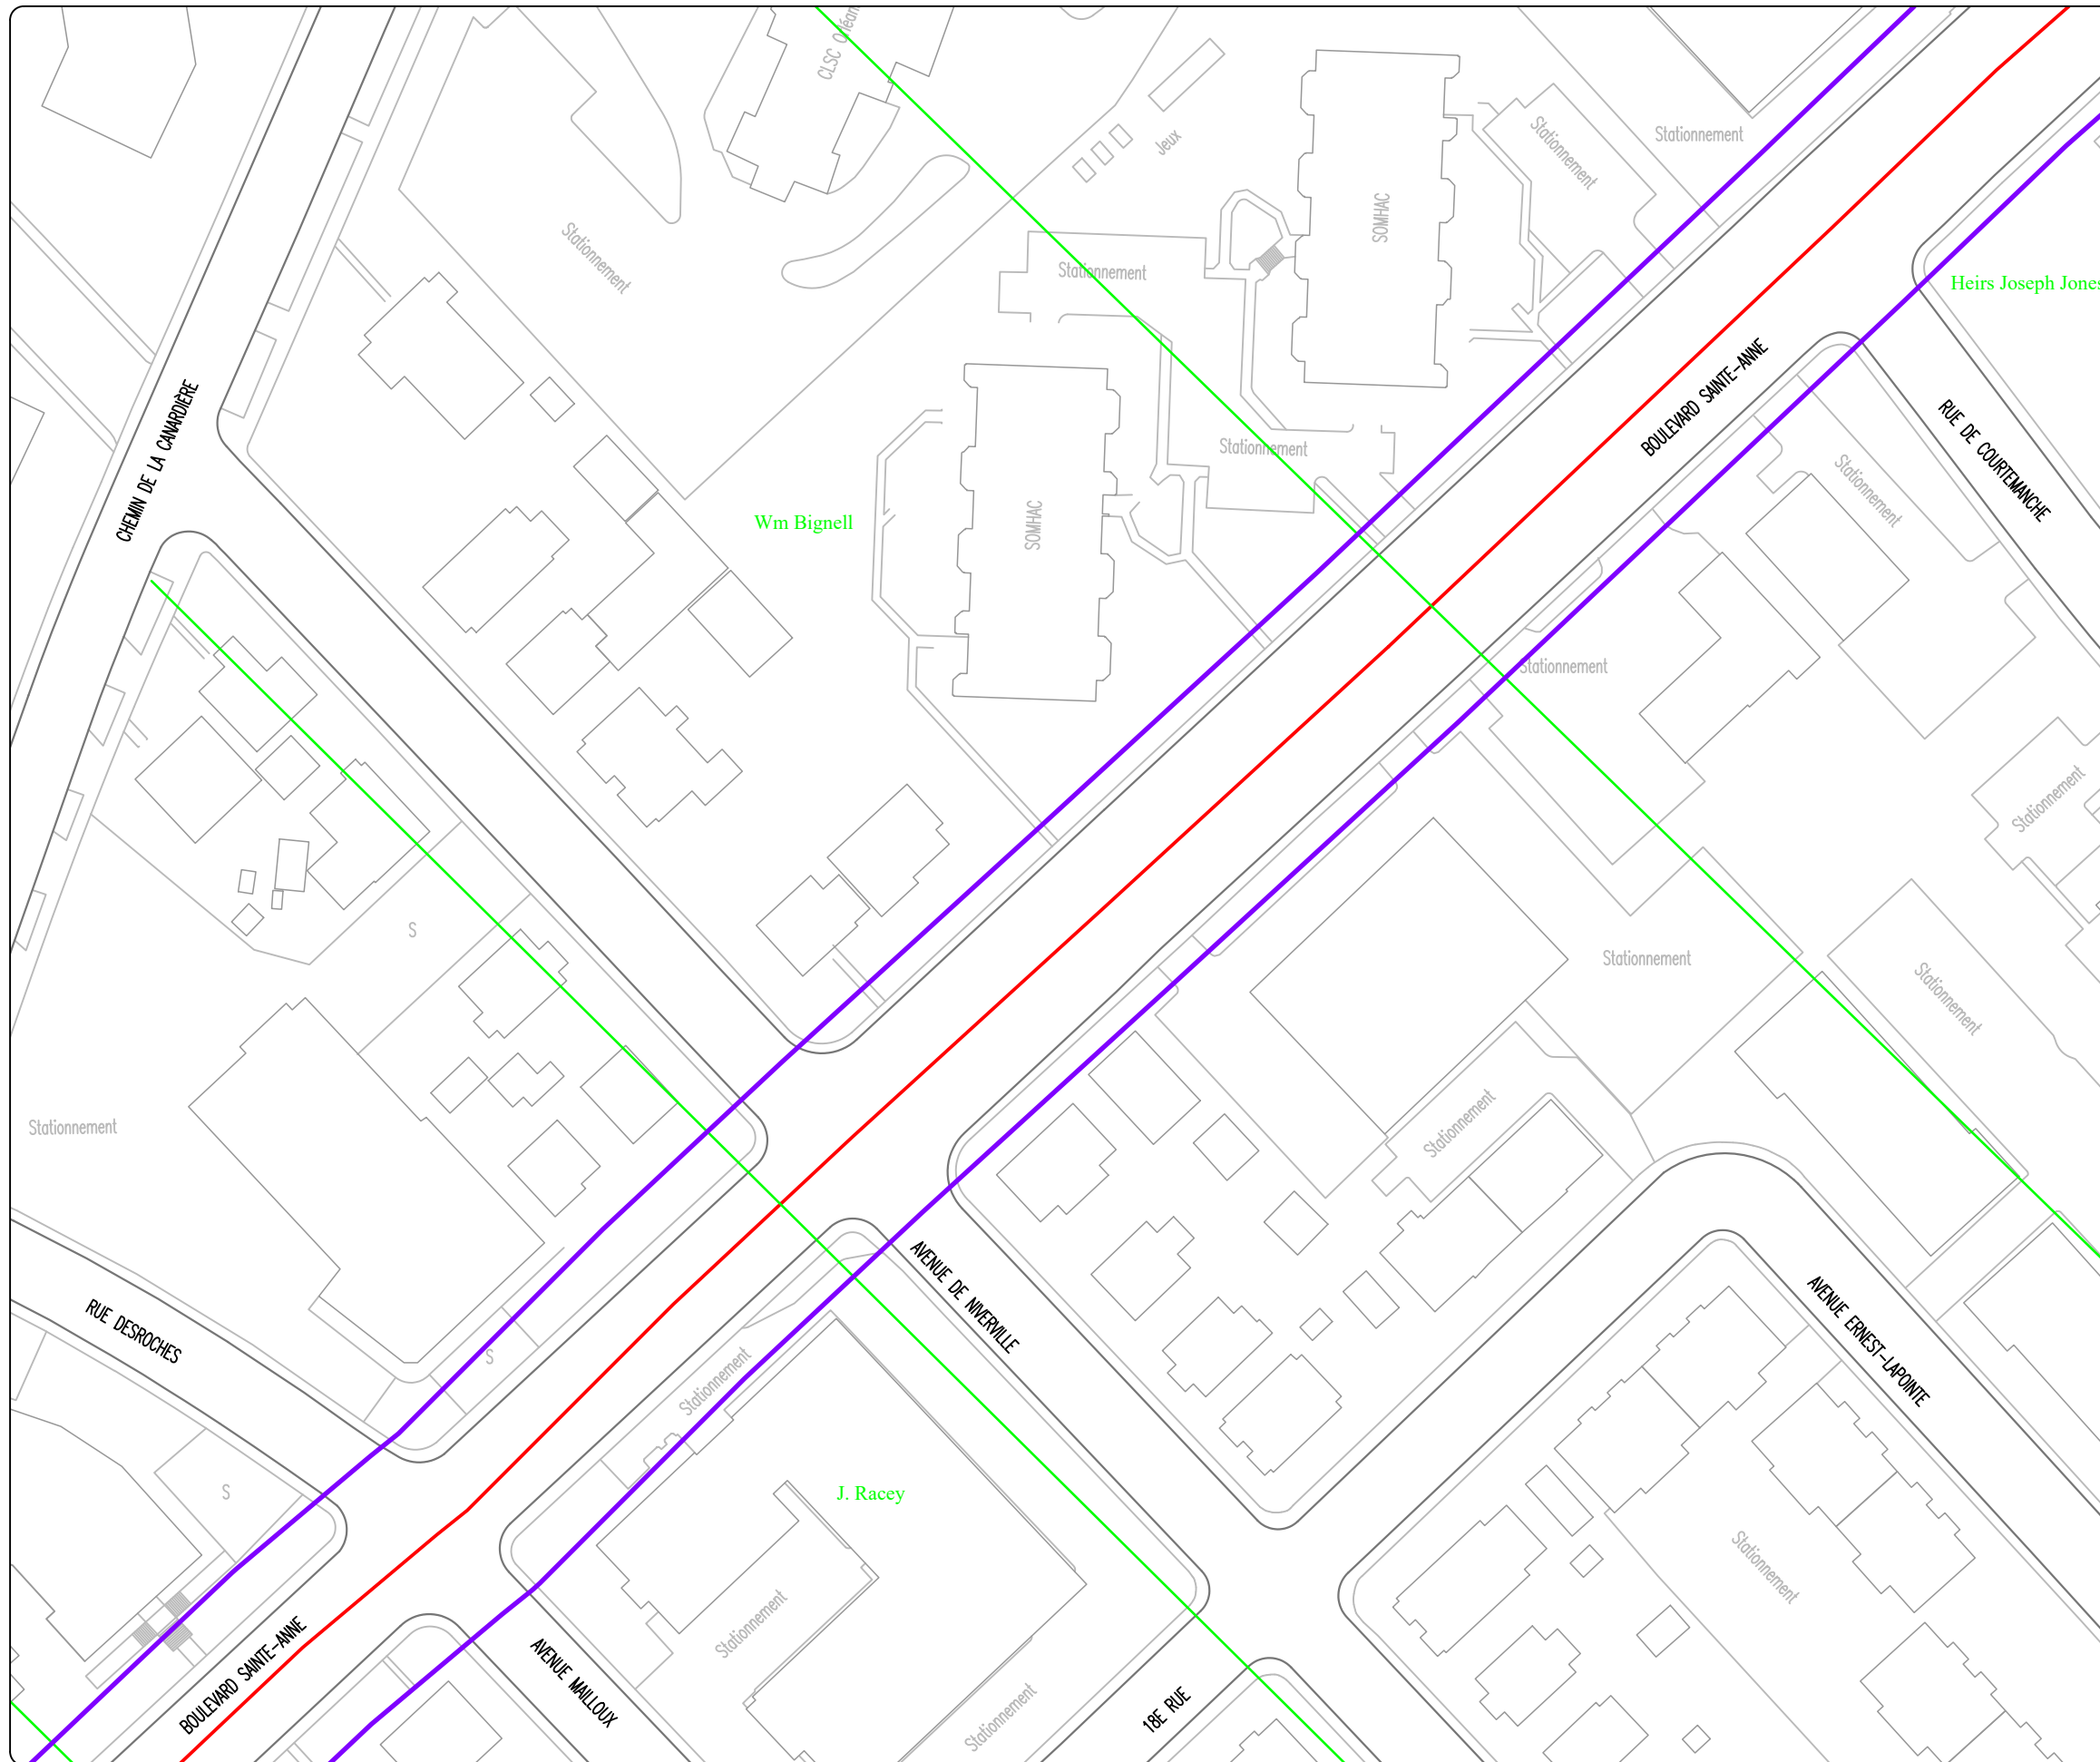 CLSC Orléan
Jeux
SOMHAC
Stationnement
Stationnement
Stationnement
Stationnement
Heirs Joseph Jones
BOULEVARD SAINTE-ANNE
RUE DE COURTEMANCHE
CHEMIN DE LA CANARDIÈRE
Stationnement
Stationnement
Wm Bignell
SOMHAC
Stationnement
Stationnement
S
Stationnement
Stationnement
Stationnement
Stationnement
AVENUE DE NIVERVILLE
AVENUE ERNEST-LAPOINTE
RUE DESROCHES
S
Stationnement
S
J. Racey
Stationnement
Stationnement
BOULEVARD SAINTE-ANNE
AVENUE MAILLOUX
18E RUE
Stationnement